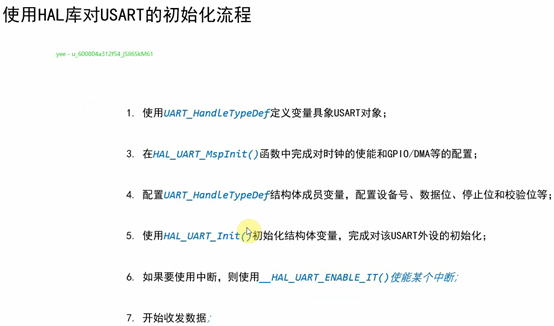 使用HAL库对USART的初始化流程
1. 使用UART_HandleTypeDef定义变量具象USART对象;
3. 在HAL_UART_MspInit()函数中完成对时钟的使能和GPIO/DMA等的配置;
4. 配置UART_HandleTypeDef结构体成员变量，配置设备号、数据位、停止位和校验位等;
5. 使用HAL_UART_Init()初始化结构体变量，完成对该USART外设的初始化;
6. 如果要使用中断，则使用__HAL_UART_ENABLE_IT()使能某个中断;
7. 开始收发数据;